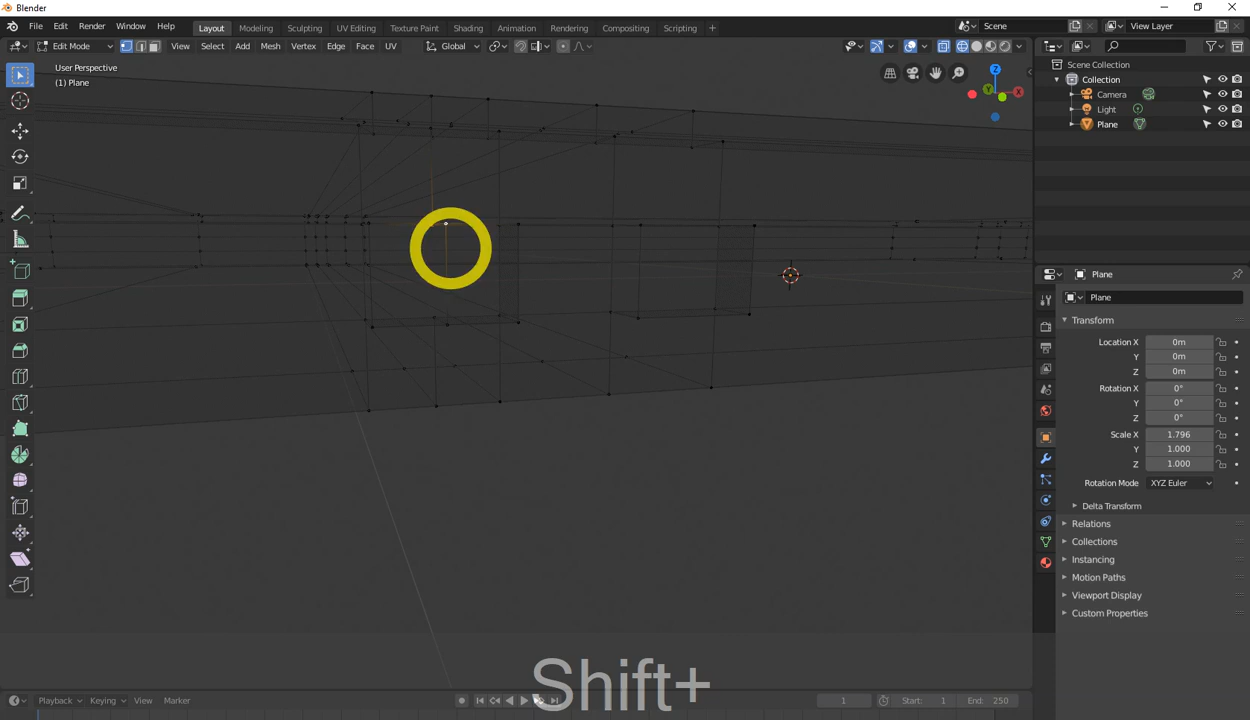 Blender
File Edit Render Window Help Layout Modeling Sculpting UV Editing Texture Paint Shading Animation Rendering Compositing Scripting + Scene View Layer
Edit Mode View Select Add Mesh Vertex Edge Face UV Global
User Perspective
(1) Plane
Z
Y
X
Scene Collection
Collection
Camera
Light
Plane
Plane
Plane
Transform
Location X 0m
Y 0m
Z 0m
Rotation X 0°
Y 0°
Z 0°
Scale X 1.796
Y 1.000
Z 1.000
Rotation Mode XYZ Euler
Delta Transform
Relations
Collections
Instancing
Motion Paths
Viewport Display
Custom Properties
Shift+
Playback Keying View Marker 1 Start: 1 End: 250